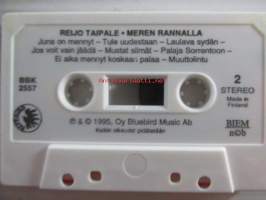 REIJO TAIPALE • MEREN RANNALLA
Juna on mennyt – Tule uudestaan – Laulava sydän –
Jos voit vain jäädä – Mustat silmät – Palaja Sorrentoon –
Ei aika mennyt koskaan palaa – Muuttolintu
BBK
2557
2
STEREO
Made in
Finland
℗ & © 1995, Oy Bluebird Music Ab
BIEM
n©b